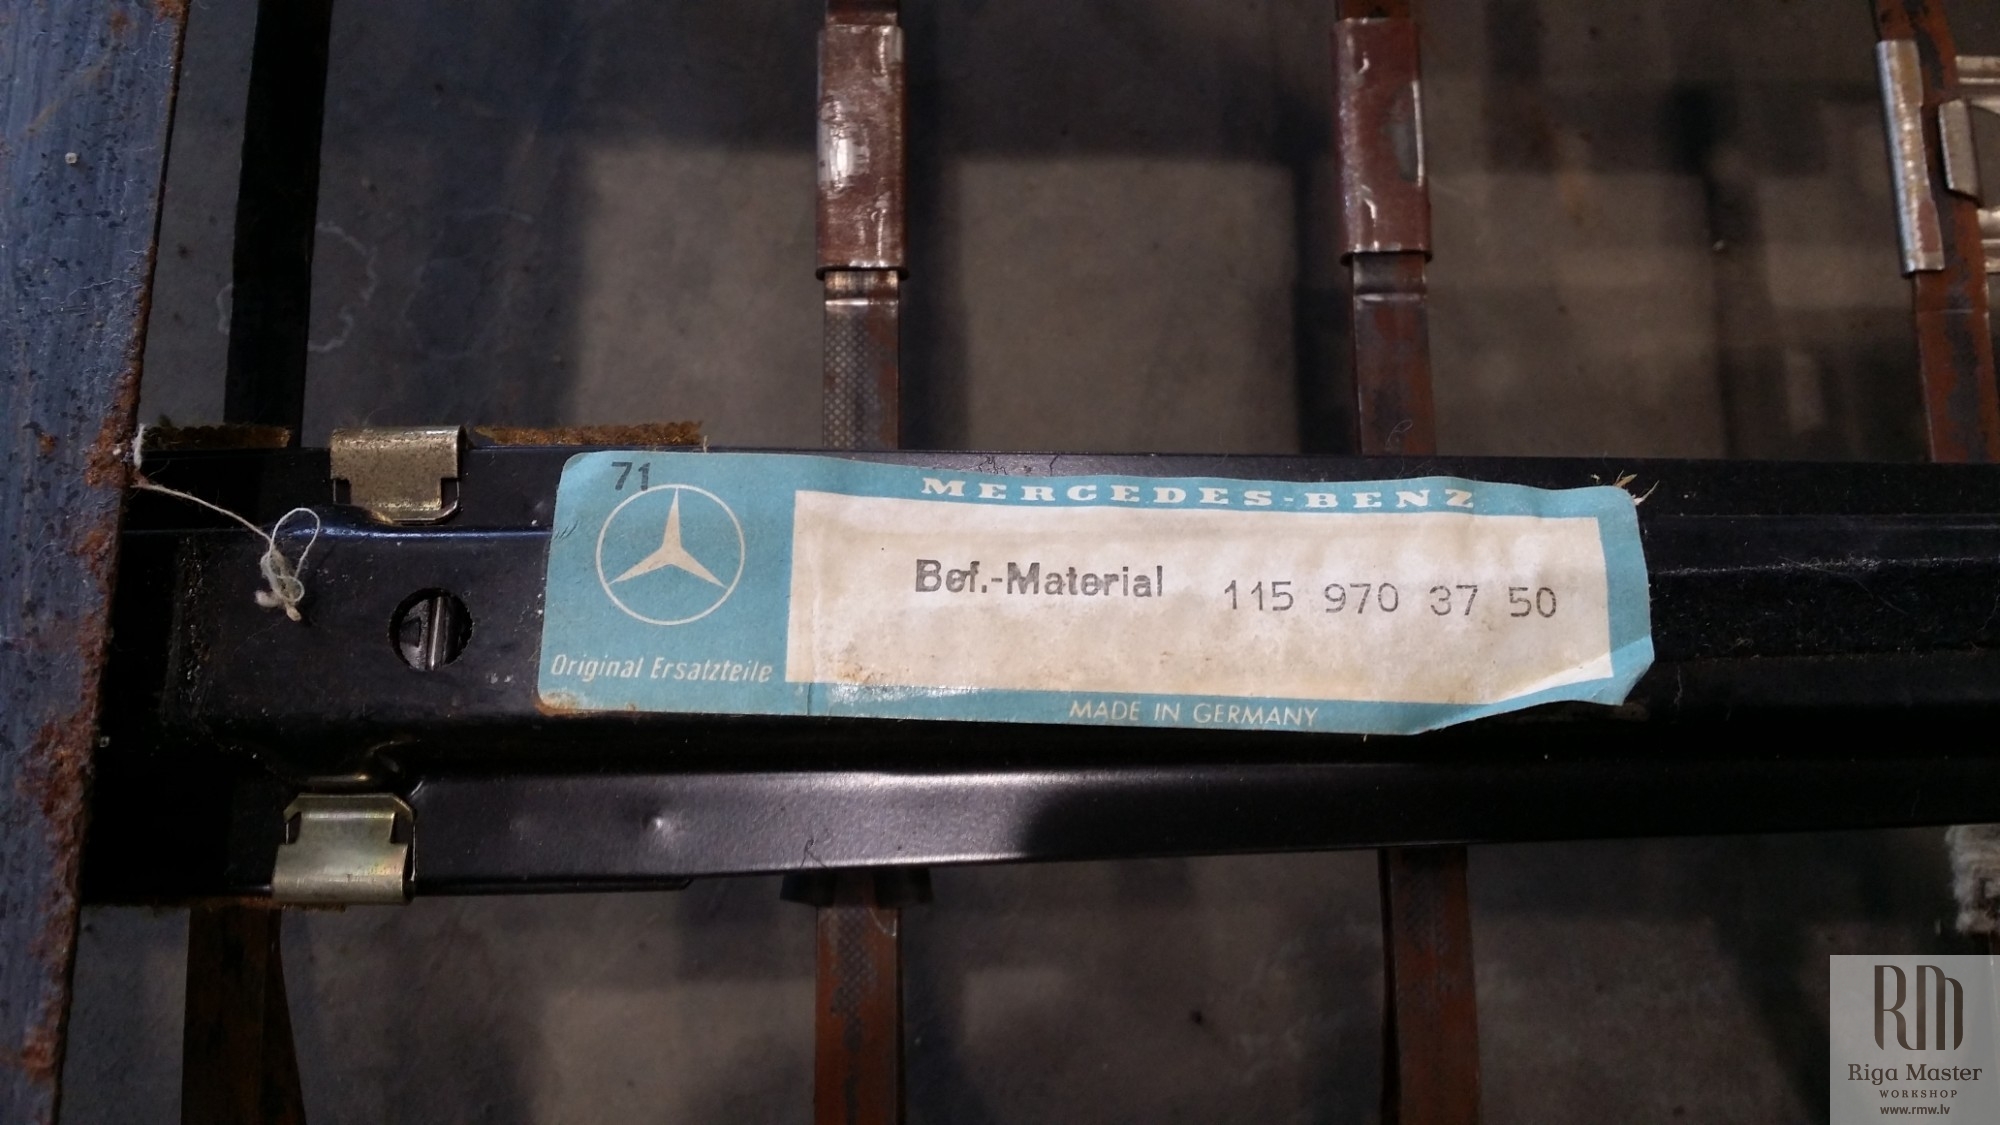 71
MERCEDES-BENZ
Bef.-Material 115 970 37 50
Original Ersatzteile
MADE IN GERMANY
RM
Riga Master
WORKSHOP
www.rmw.lv